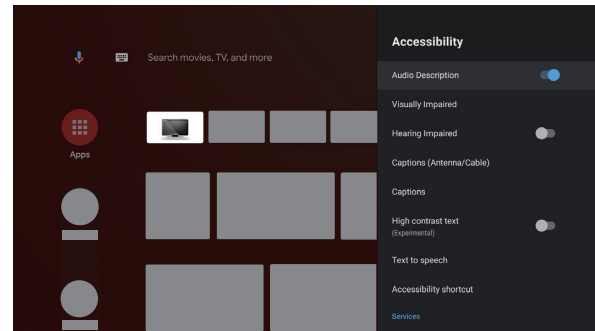 Search movies, TV, and more
Apps
Accessibility
Audio Description
Visually Impaired
Hearing Impaired
Captions (Antenna/Cable)
Captions
High contrast text
(Experimental)
Text to speech
Accessibility shortcut
Services